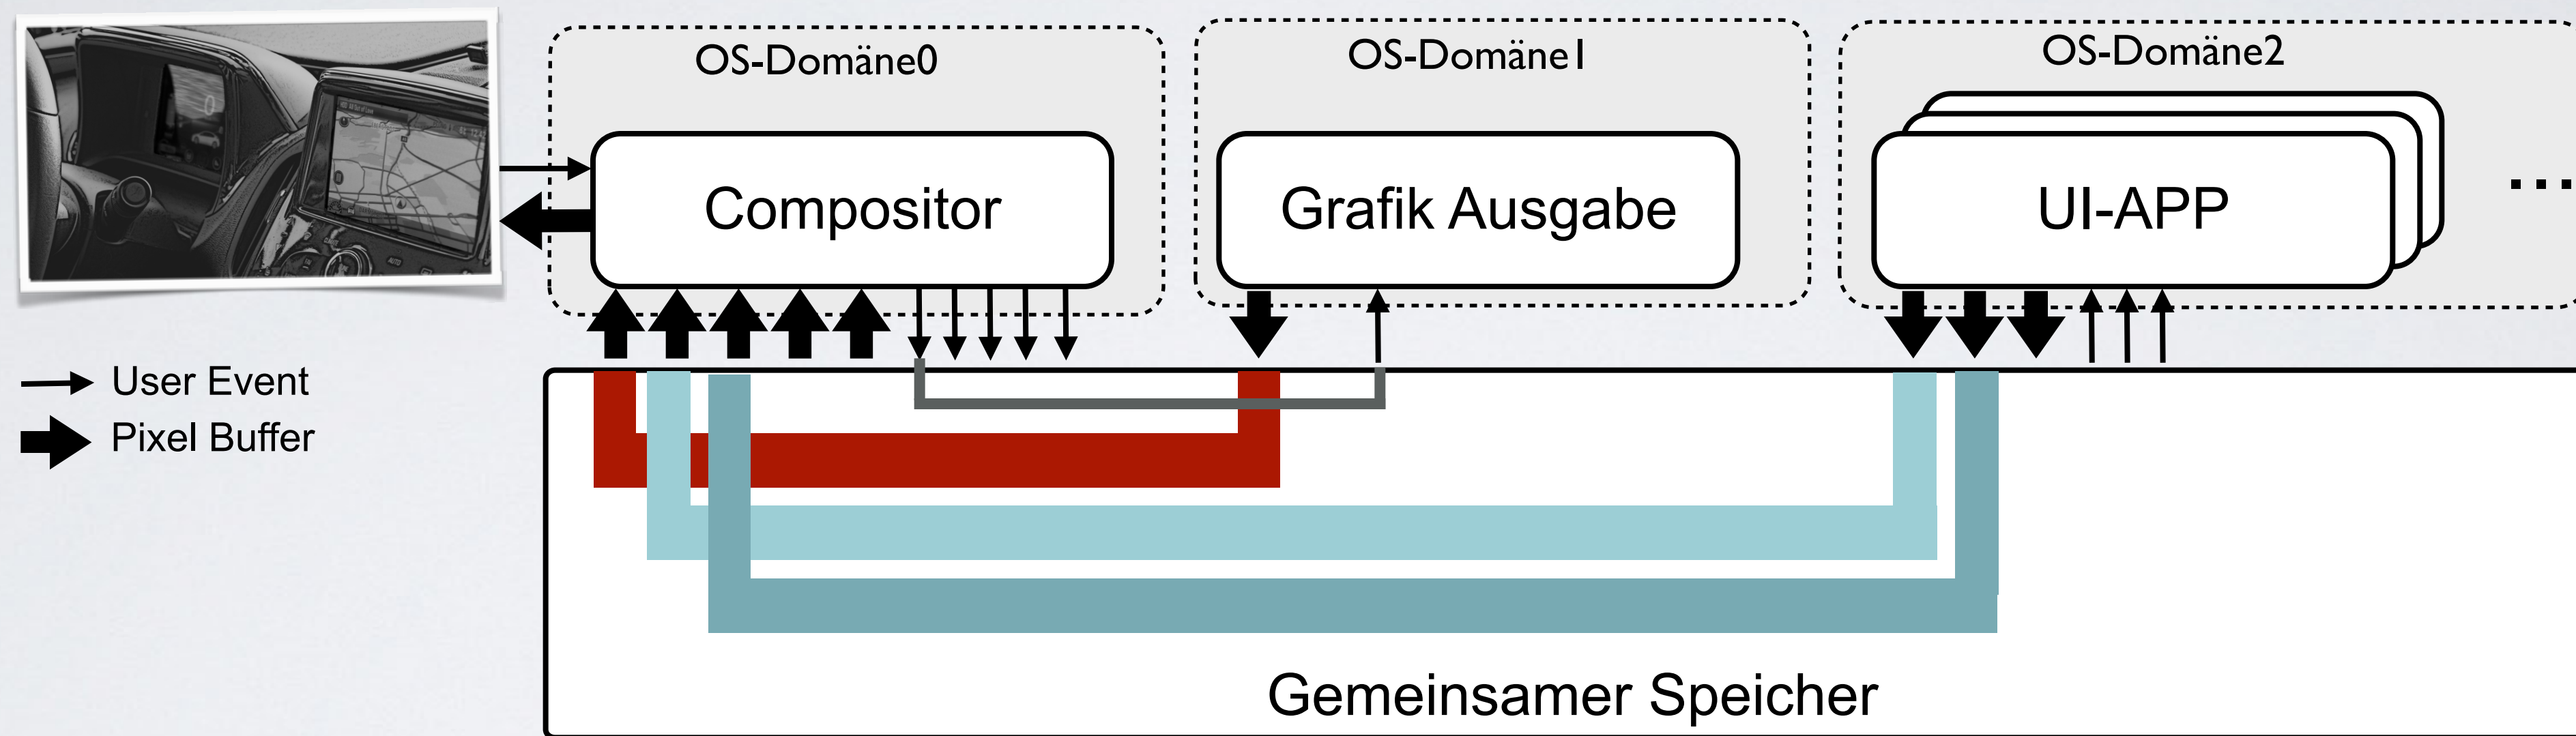 OS-Domäne0
OS-Domäne1
OS-Domäne2
Compositor
Grafik Ausgabe
UI-APP
...
User Event
Pixel Buffer
Gemeinsamer Speicher